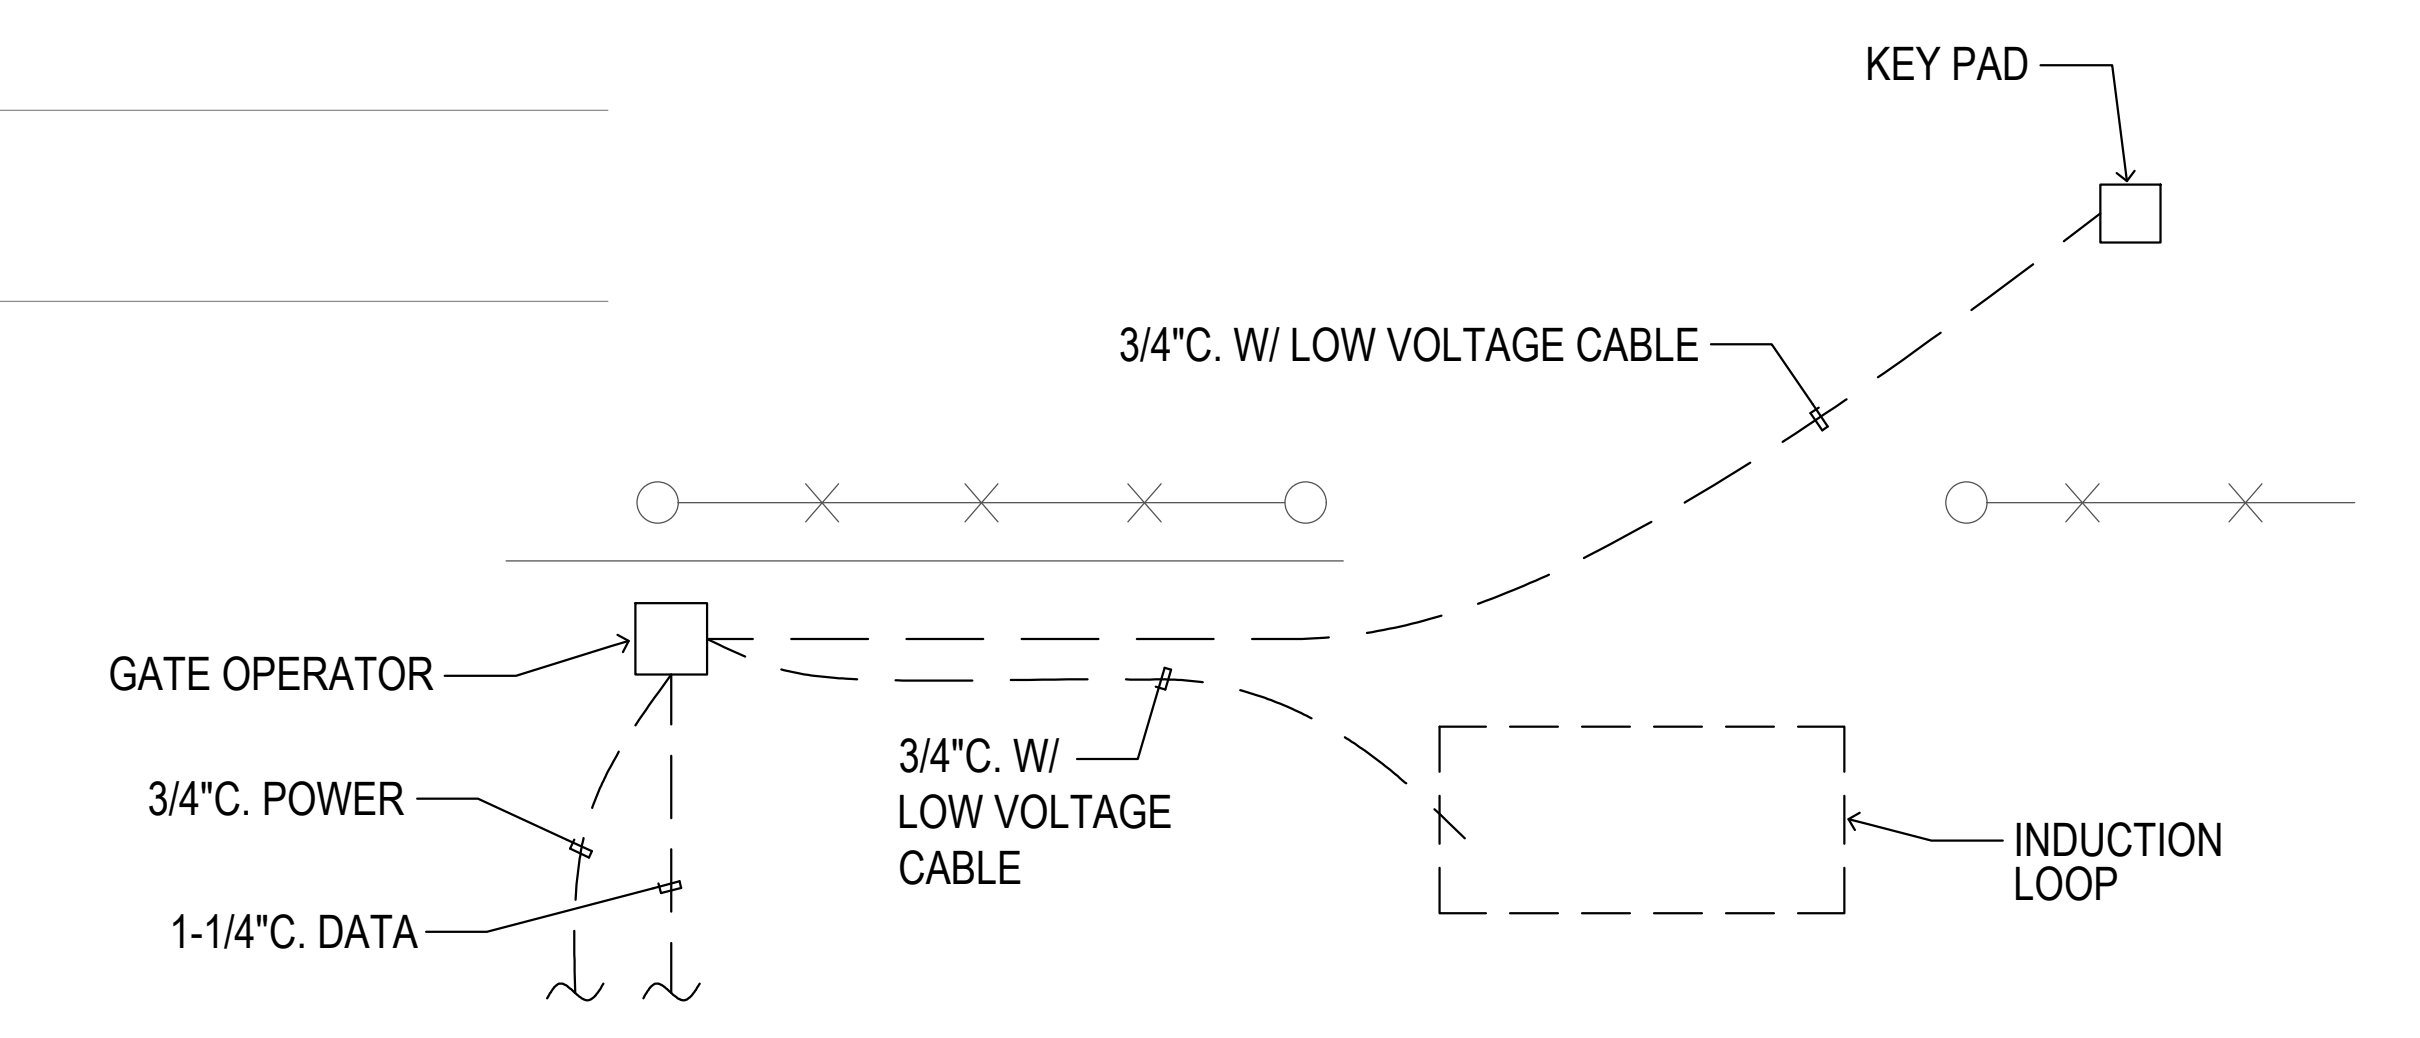 KEY PAD
3/4"C. W/ LOW VOLTAGE CABLE
GATE OPERATOR
3/4"C. W/
LOW VOLTAGE
CABLE
3/4"C. POWER
1-1/4"C. DATA
INDUCTION
LOOP